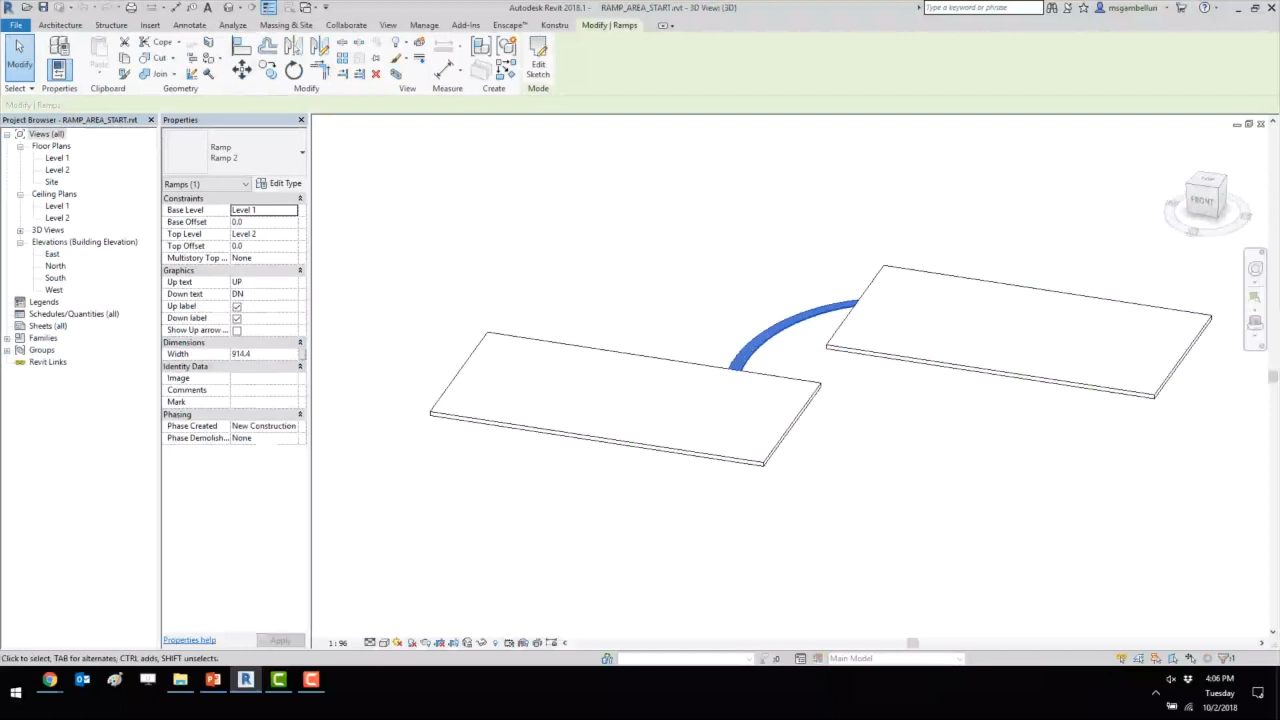 Autodesk Revit 2018.1 - RAMP_AREA_START.rvt - 3D View: {3D}
Type a keyword or phrase
msgambelluri
File Architecture Structure Insert Annotate Analyze Massing & Site Collaborate View Manage Add-Ins Enscape™ Konstru Modify | Ramps
Cope
Cut
Join
Modify
Paste
Edit
Sketch
Select Properties Clipboard Geometry Modify View Measure Create Mode
Modify | Ramps
Project Browser - RAMP_AREA_START.rvt
Views (all)
Floor Plans
Level 1
Level 2
Site
Ceiling Plans
Level 1
Level 2
3D Views
Elevations (Building Elevation)
East
North
South
West
Legends
Schedules/Quantities (all)
Sheets (all)
Families
Groups
Revit Links
Properties
Ramp
Ramp 2
Ramps (1) Edit Type
Constraints
Base Level Level 1
Base Offset 0.0
Top Level Level 2
Top Offset 0.0
Multistory Top ... None
Graphics
Up text UP
Down text DN
Up label
Down label
Show Up arrow ...
Dimensions
Width 914.4
Identity Data
Image
Comments
Mark
Phasing
Phase Created New Construction
Phase Demolish... None
Properties help Apply
TOP
FRONT
1 : 96
Click to select, TAB for alternates, CTRL adds, SHIFT unselects.
:0
Main Model
:1
4:06 PM
Tuesday
10/2/2018